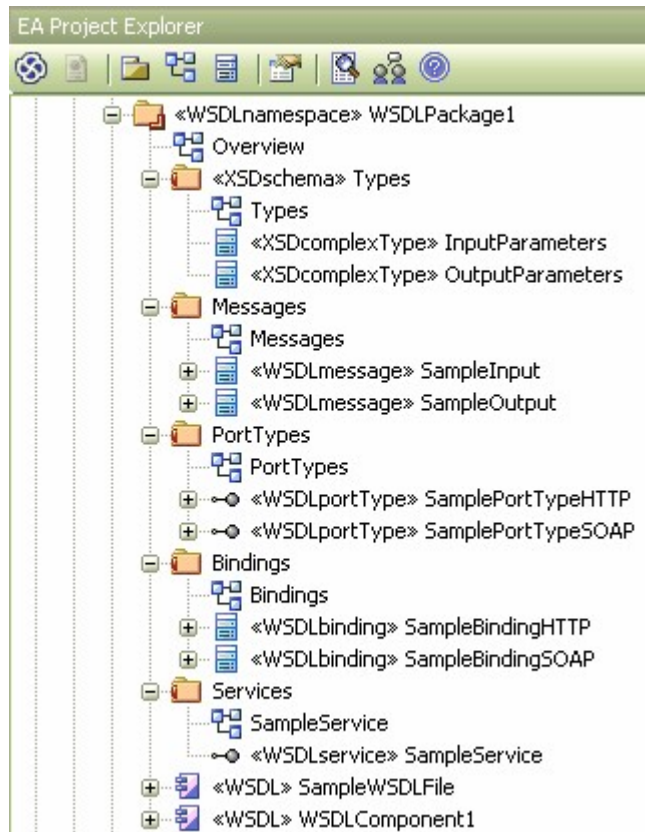 EA Project Explorer
«WSDLnamespace» WSDLPackage1
Overview
«XSDschema» Types
Types
«XSDcomplexType» InputParameters
«XSDcomplexType» OutputParameters
Messages
Messages
«WSDLmessage» SampleInput
«WSDLmessage» SampleOutput
PortTypes
PortTypes
«WSDLportType» SamplePortTypeHTTP
«WSDLportType» SamplePortTypeSOAP
Bindings
Bindings
«WSDLbinding» SampleBindingHTTP
«WSDLbinding» SampleBindingSOAP
Services
SampleService
«WSDLservice» SampleService
«WSDL» SampleWSDLFile
«WSDL» WSDLComponent1